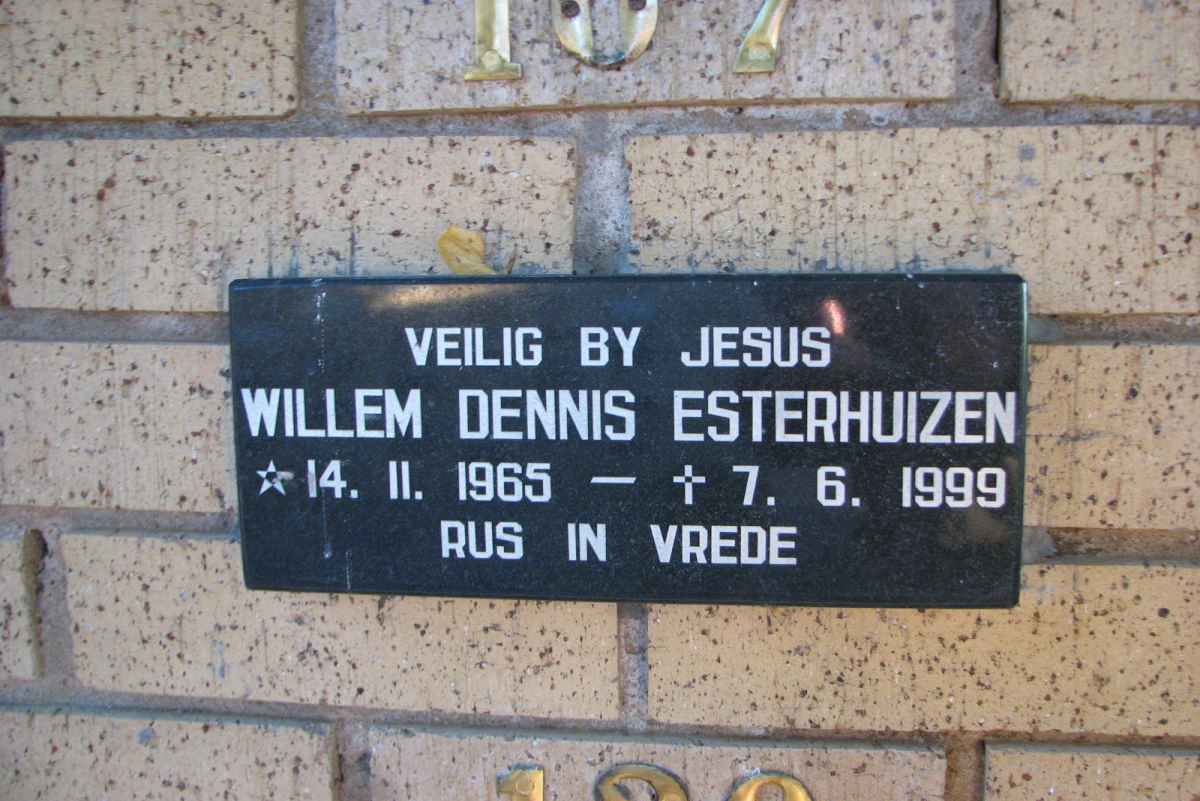 VEILIG BY JESUS
WILLEM DENNIS ESTERHUIZEN
★ 14. 11. 1965 — ✝ 7. 6. 1999
RUS IN VREDE